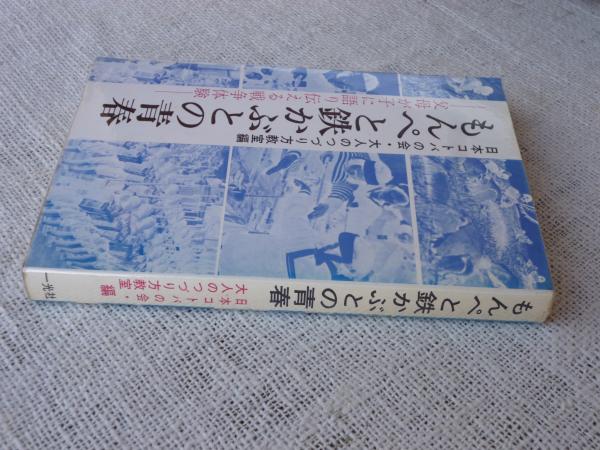 もんぺと鉄かぶとの青春
―父母が子に語り伝える戦争体験―
日本コトバの会・大人のつづり方教室編
もんぺと鉄かぶとの青春
日本コトバの会・
大人のつづり方教室 編
一光社